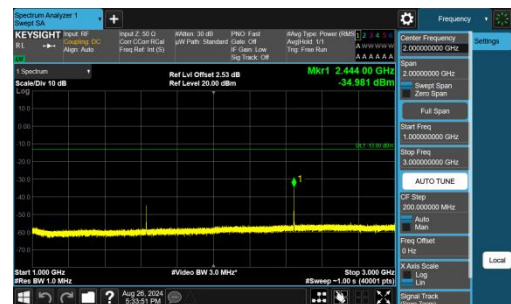 Spectrum Analyzer 1
Swept SA
+
Frequency
KEYSIGHT
RL
Input: RF
Coupling: DC
Align: Auto
Input Z: 50 Ω
Corr CCorr RCal
Freq Ref: Int (S)
#Atten: 30 dB
µW Path: Standard
PNO: Fast
Gate: Off
IF Gain: Low
Sig Track: Off
#Avg Type: Power (RMS
Avg|Hold: 1/1
Trig: Free Run
1 2 3 4 5 6
A W W W W W
A A A A A A
1 Spectrum
Scale/Div 10 dB
Log
Ref Lvl Offset 2.53 dB
Ref Level 20.00 dBm
Mkr1 2.444 00 GHz
-34.981 dBm
10.0
0.00
-10.0
-20.0
-30.0
-40.0
-50.0
-60.0
-70.0
1
Start 1.000 GHz
#Res BW 1.0 MHz
#Video BW 3.0 MHz*
Stop 3.000 GHz
#Sweep ~1.00 s (40001 pts)
Aug 26, 2024
5:33:51 PM
Center Frequency
2.000000000 GHz
Settings
Span
2.00000000 GHz
Swept Span
Zero Span
Full Span
Start Freq
1.000000000 GHz
Stop Freq
3.000000000 GHz
AUTO TUNE
CF Step
200.000000 MHz
Auto
Man
Freq Offset
0 Hz
X Axis Scale
Log
Lin
Local
Signal Track